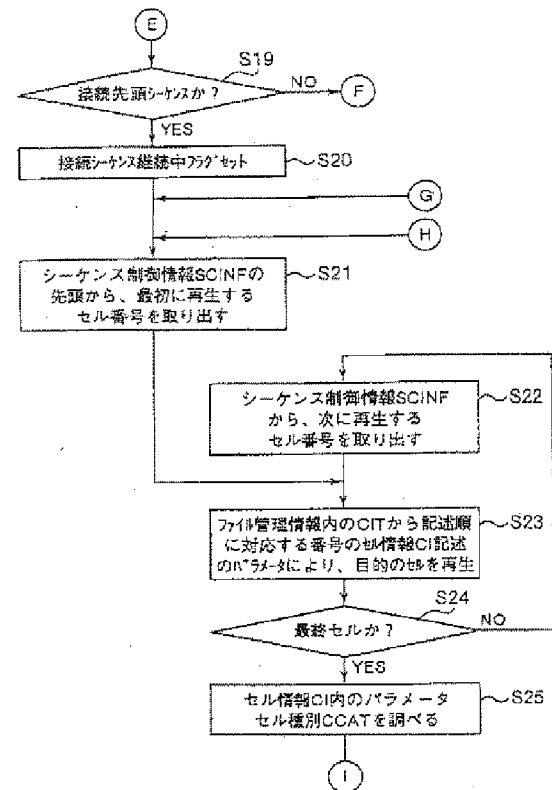 E
S19
接続先頭シーケンスか？
NO
F
YES
接続シーケンス継続中フラグセット
S20
G
H
シーケンス制御情報SCINFの
先頭から、最初に再生する
セル番号を取り出す
S21
シーケンス制御情報SCINF
から、次に再生する
セル番号を取り出す
S22
ファイル管理情報内のCITから記述順
に対応する番号のセル情報CI記述
のパラメータにより、目的のセルを再生
S23
S24
最終セルか？
NO
YES
セル情報CI内のパラメータ
セル種別CCATを調べる
S25
I